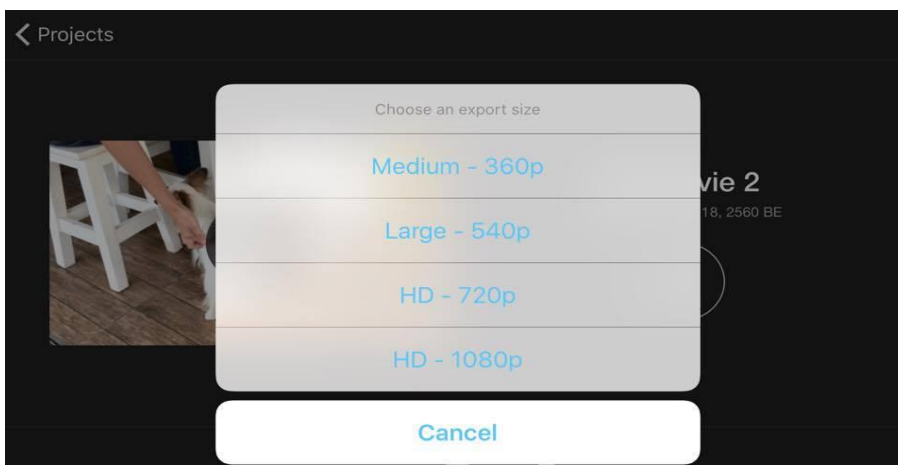 Projects
Choose an export size
Medium - 360p
vie 2
Large - 540p
18, 2560 BE
HD - 720p
HD - 1080p
Cancel